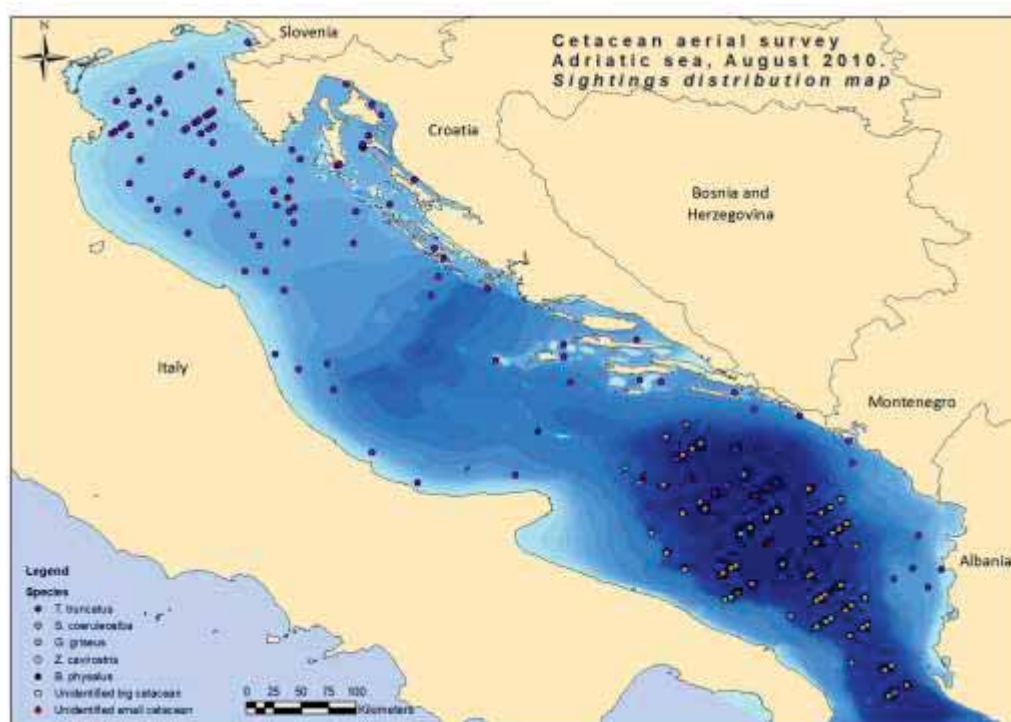 N
Slovenia
Cetacean aerial survey
Adriatic sea, August 2010.
Sightings distribution map
Croatia
Bosnia and
Herzegovina
Italy
Montenegro
Albania
Legend
Species
T. truncatus
S. coeruleoalba
G. griseus
Z. cavirostris
B. physalus
Unidentified big cetacean
Unidentified small cetacean
0 25 50 75 100
Kilometers